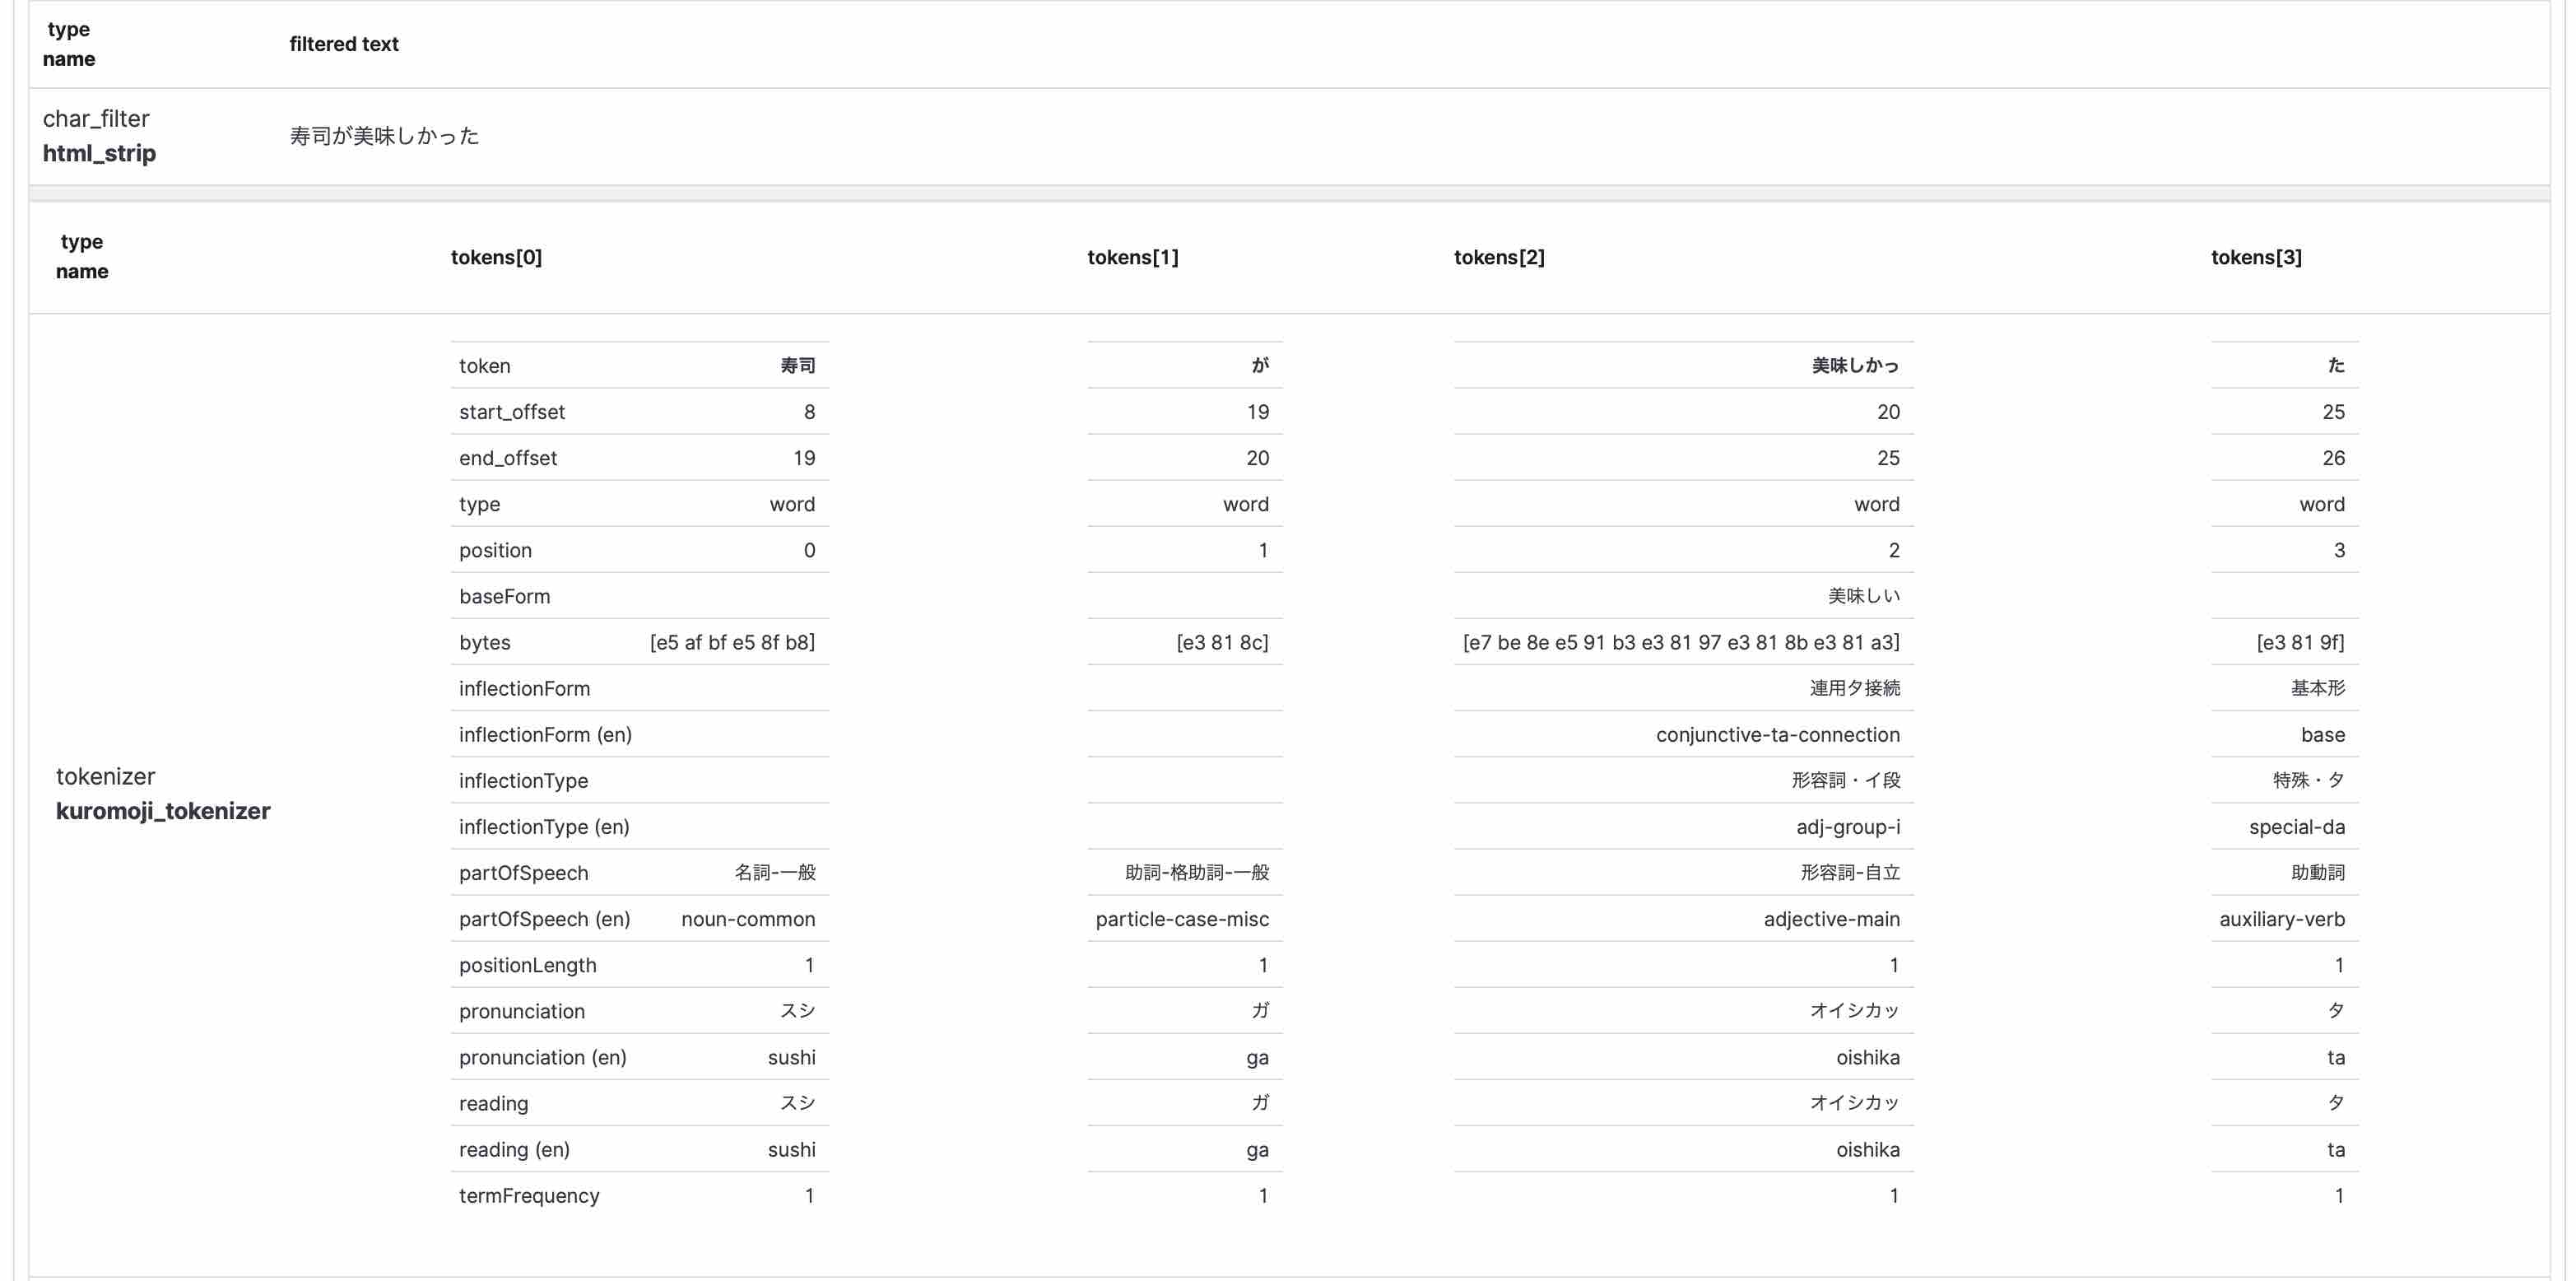 type
name
filtered text
char_filter
html_strip
寿司が美味しかった
type
name
tokens[0] tokens[1] tokens[2] tokens[3]
tokenizer
kuromoji_tokenizer
token 寿司 が 美味しかっ た
start_offset 8 19 20 25
end_offset 19 20 25 26
type word word word word
position 0 1 2 3
baseForm 美味しい
bytes [e5 af bf e5 8f b8] [e3 81 8c] [e7 be 8e e5 91 b3 e3 81 97 e3 81 8b e3 81 a3] [e3 81 9f]
inflectionForm 連用タ接続 基本形
inflectionForm (en) conjunctive-ta-connection base
inflectionType 形容詞・イ段 特殊・タ
inflectionType (en) adj-group-i special-da
partOfSpeech 名詞-一般 助詞-格助詞-一般 形容詞-自立 助動詞
partOfSpeech (en) noun-common particle-case-misc adjective-main auxiliary-verb
positionLength 1 1 1 1
pronunciation スシ ガ オイシカッ タ
pronunciation (en) sushi ga oishika ta
reading スシ ガ オイシカッ タ
reading (en) sushi ga oishika ta
termFrequency 1 1 1 1